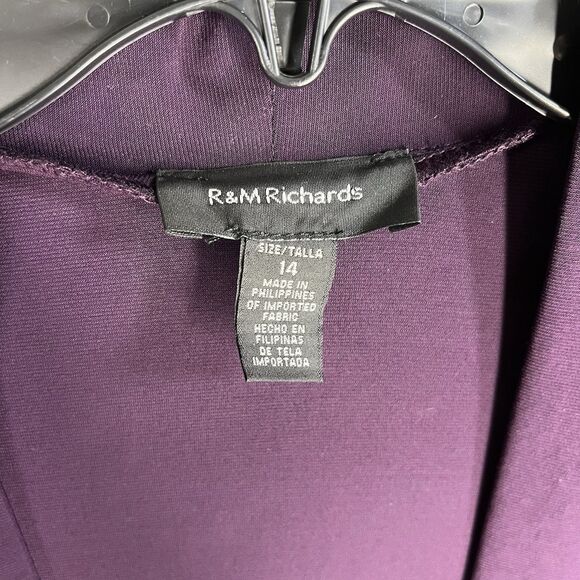 R&M Richards
SIZE/TALLA
14
MADE IN
PHILIPPINES
OF IMPORTED
FABRIC
HECHO EN
FILIPINAS
DE TELA
IMPORTADA